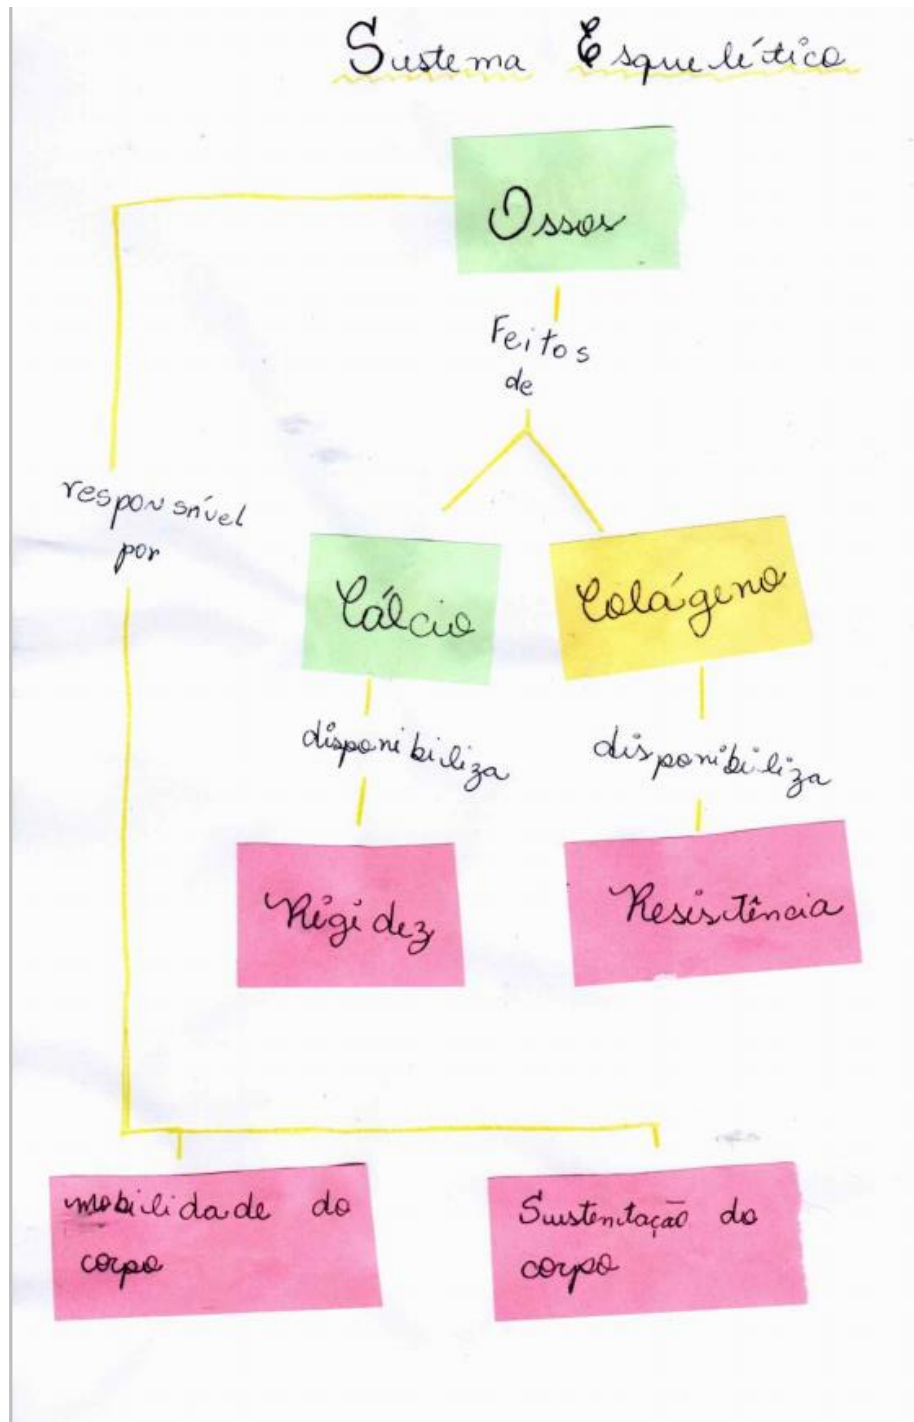 Sistema Esquelético
Ossos
Feitos
de
responsável
por
Cálcio
Colágeno
disponibiliza
disponibiliza
Rigidez
Resistência
mobilidade do
corpo
Sustentação do
corpo